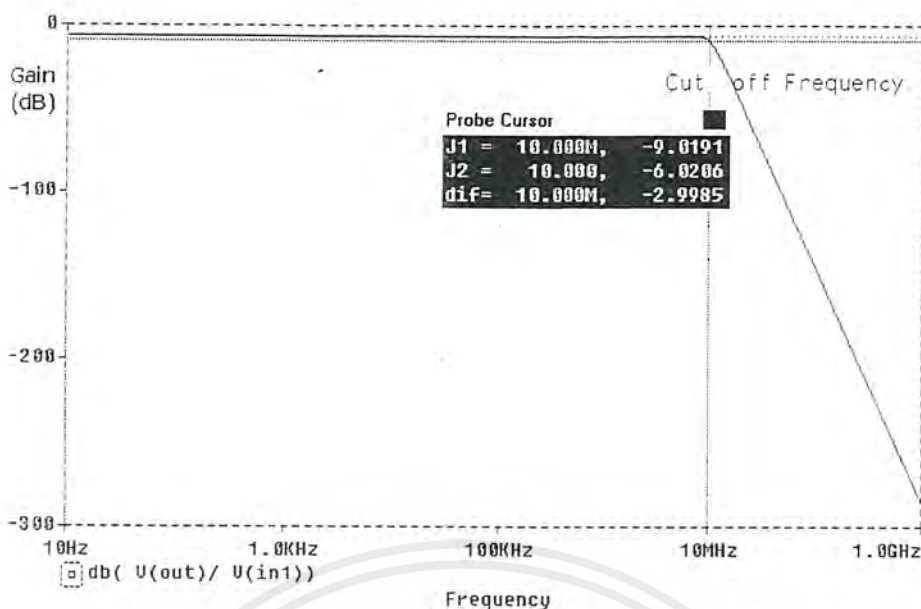 0
Gain
(dB)
Cut off Frequency
Probe Cursor
J1 = 10.000M, -9.0191
J2 = 10.000, -6.0206
dif= 10.000M, -2.9985
-100
-200
-300
10Hz 1.0KHz 100KHz 10MHz 1.0GHz
db( V(out)/ V(in1))
Frequency